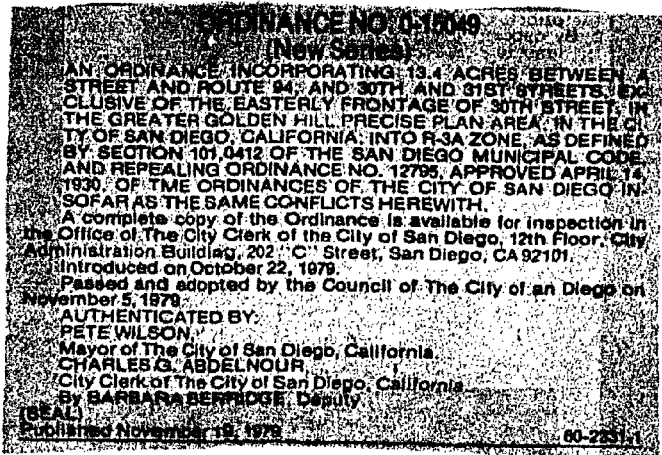 ORDINANCE NO. 0-15049
(New Series)
AN ORDINANCE INCORPORATING 13.4 ACRES BETWEEN A
STREET AND ROUTE 94, AND 30TH AND 31ST STREETS, EX-
CLUSIVE OF THE EASTERLY FRONTAGE OF 30TH STREET, IN
THE GREATER GOLDEN HILL PRECISE PLAN AREA, IN THE CI-
TY OF SAN DIEGO, CALIFORNIA, INTO R-3A ZONE, AS DEFINED
BY SECTION 101.0412 OF THE SAN DIEGO MUNICIPAL CODE,
AND REPEALING ORDINANCE NO. 12795, APPROVED APRIL 14,
1930, OF TME ORDINANCES OF THE CITY OF SAN DIEGO IN-
SOFAR AS THE SAME CONFLICTS HEREWITH.
A complete copy of the Ordinance is available for inspection in
the Office of The City Clerk of the City of San Diego, 12th Floor, City
Administration Building, 202 "C" Street, San Diego, CA 92101.
Introduced on October 22, 1979.
Passed and adopted by the Council of The City of an Diego on
November 5, 1979.
AUTHENTICATED BY:
PETE WILSON
Mayor of The City of San Diego, California.
CHARLES G. ABDELNOUR
City Clerk of The City of San Diego, California.
By BARBARA BERRIDGE, Deputy
(SEAL)
Published November 19, 1979
60-2331-1